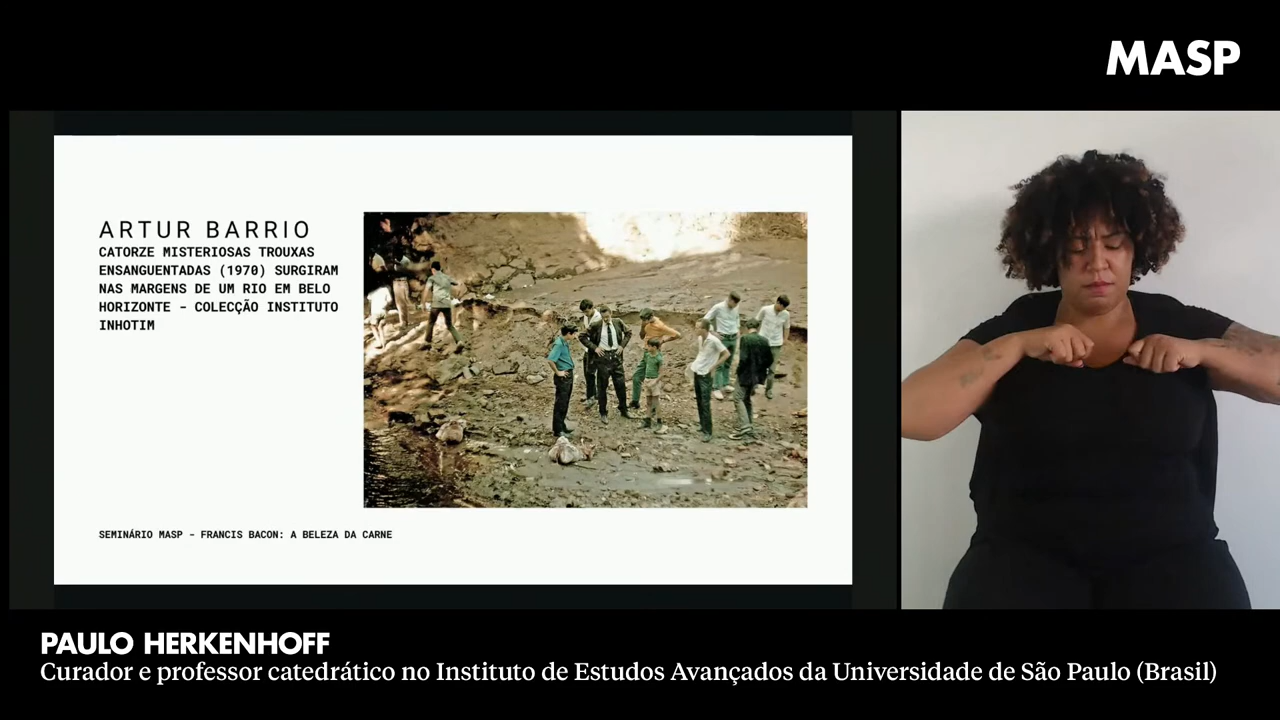 MASP
ARTUR BARRIO
CATORZE MISTERIOSAS TROUXAS
ENSANGUENTADAS (1970) SURGIRAM
NAS MARGENS DE UM RIO EM BELO
HORIZONTE – COLECÇÃO INSTITUTO
INHOTIM
SEMINÁRIO MASP – FRANCIS BACON: A BELEZA DA CARNE
PAULO HERKENHOFF
Curador e professor catedrático no Instituto de Estudos Avançados da Universidade de São Paulo (Brasil)